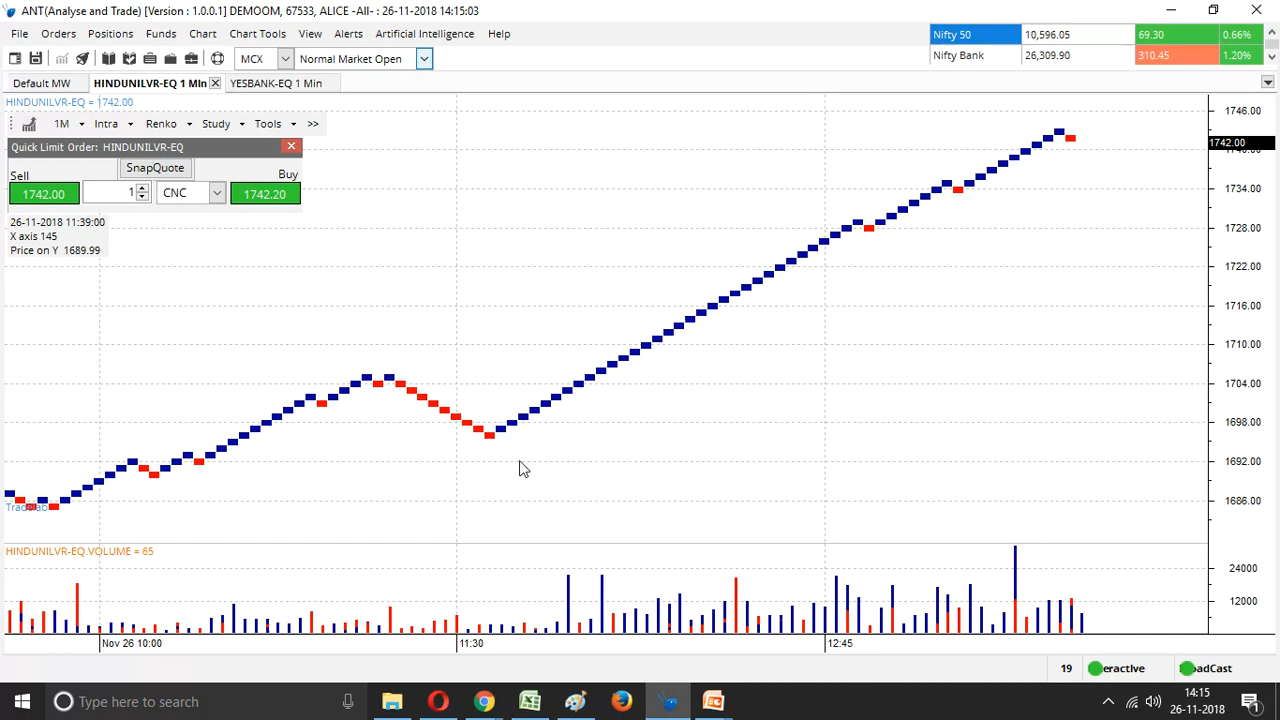 ANT(Analyse and Trade) [Version : 1.0.0.1] DEMOOM, 67533, ALICE -All- : 26-11-2018 14:15:03
File Orders Positions Funds Chart Chart Tools View Alerts Artificial Intelligence Help
Nifty 50 10,596.05 69.30 0.66%
Nifty Bank 26,309.90 310.45 1.20%
MCX Normal Market Open
Default MW HINDUNILVR-EQ 1 Min YESBANK-EQ 1 Min
HINDUNILVR-EQ = 1742.00
1M Intra Renko Study Tools >>
Quick Limit Order: HINDUNILVR-EQ
SnapQuote
Sell Buy
1742.00 1 CNC 1742.20
26-11-2018 11:39:00
X axis 145
Price on Y 1689.99
1746.00
1742.00
1740.00
1734.00
1728.00
1722.00
1716.00
1710.00
1704.00
1698.00
1692.00
1686.00
HINDUNILVR-EQ.VOLUME = 65
24000
12000
Nov 26 10:00 11:30 12:45
19
Type here to search
14:15
26-11-2018
1